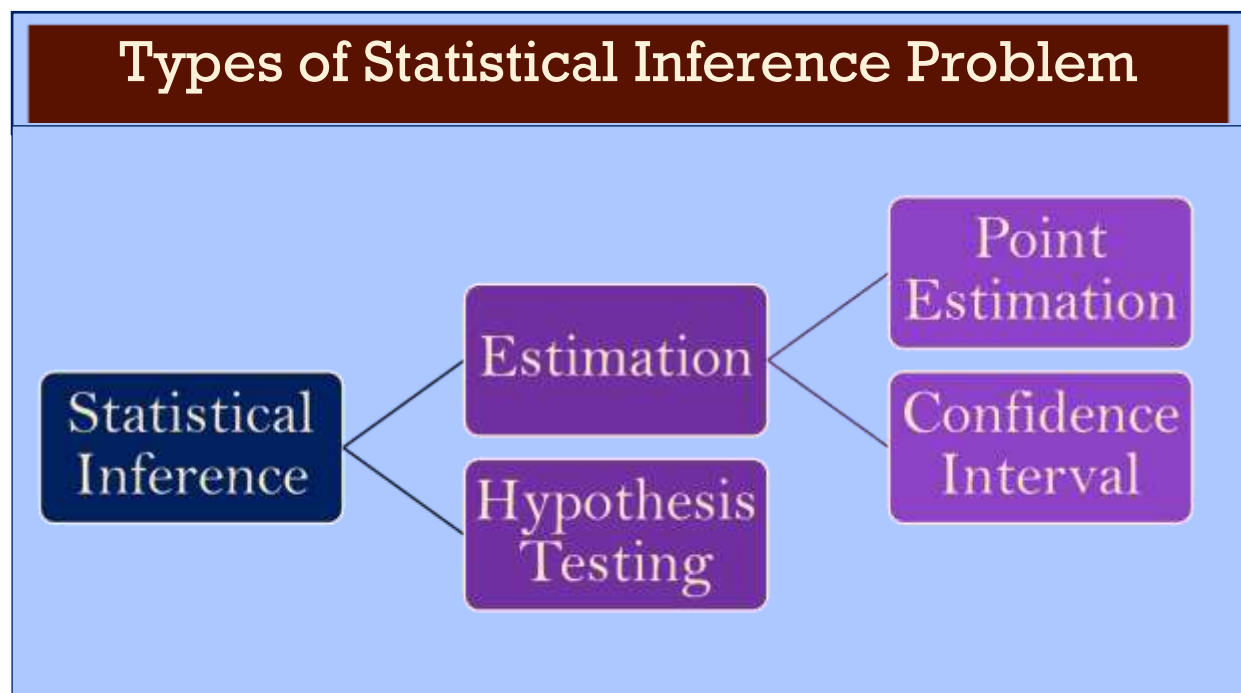 Types of Statistical Inference Problem
Statistical
Inference
Estimation
Hypothesis
Testing
Point
Estimation
Confidence
Interval